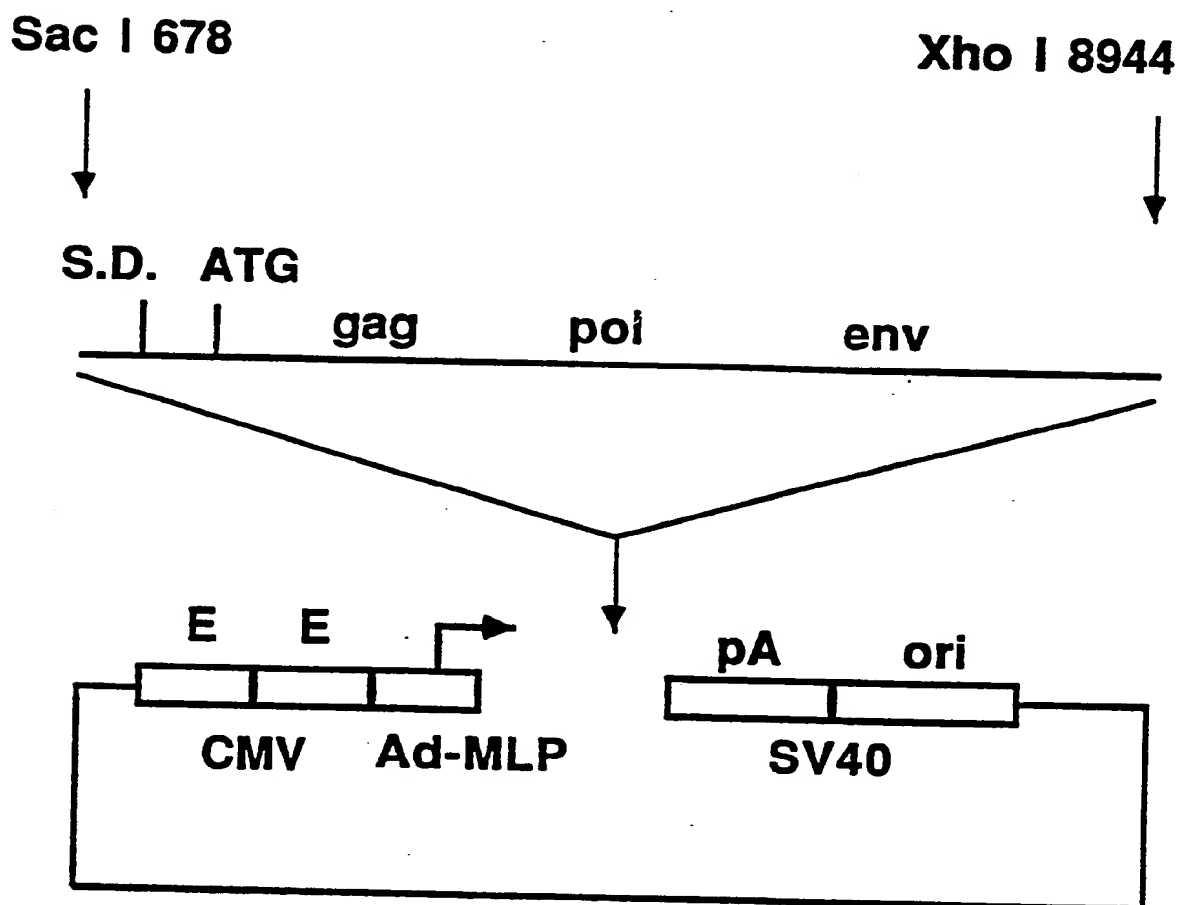 Sac I 678
Xho I 8944
S.D. ATG
gag pol env
E E
pA ori
CMV Ad-MLP SV40